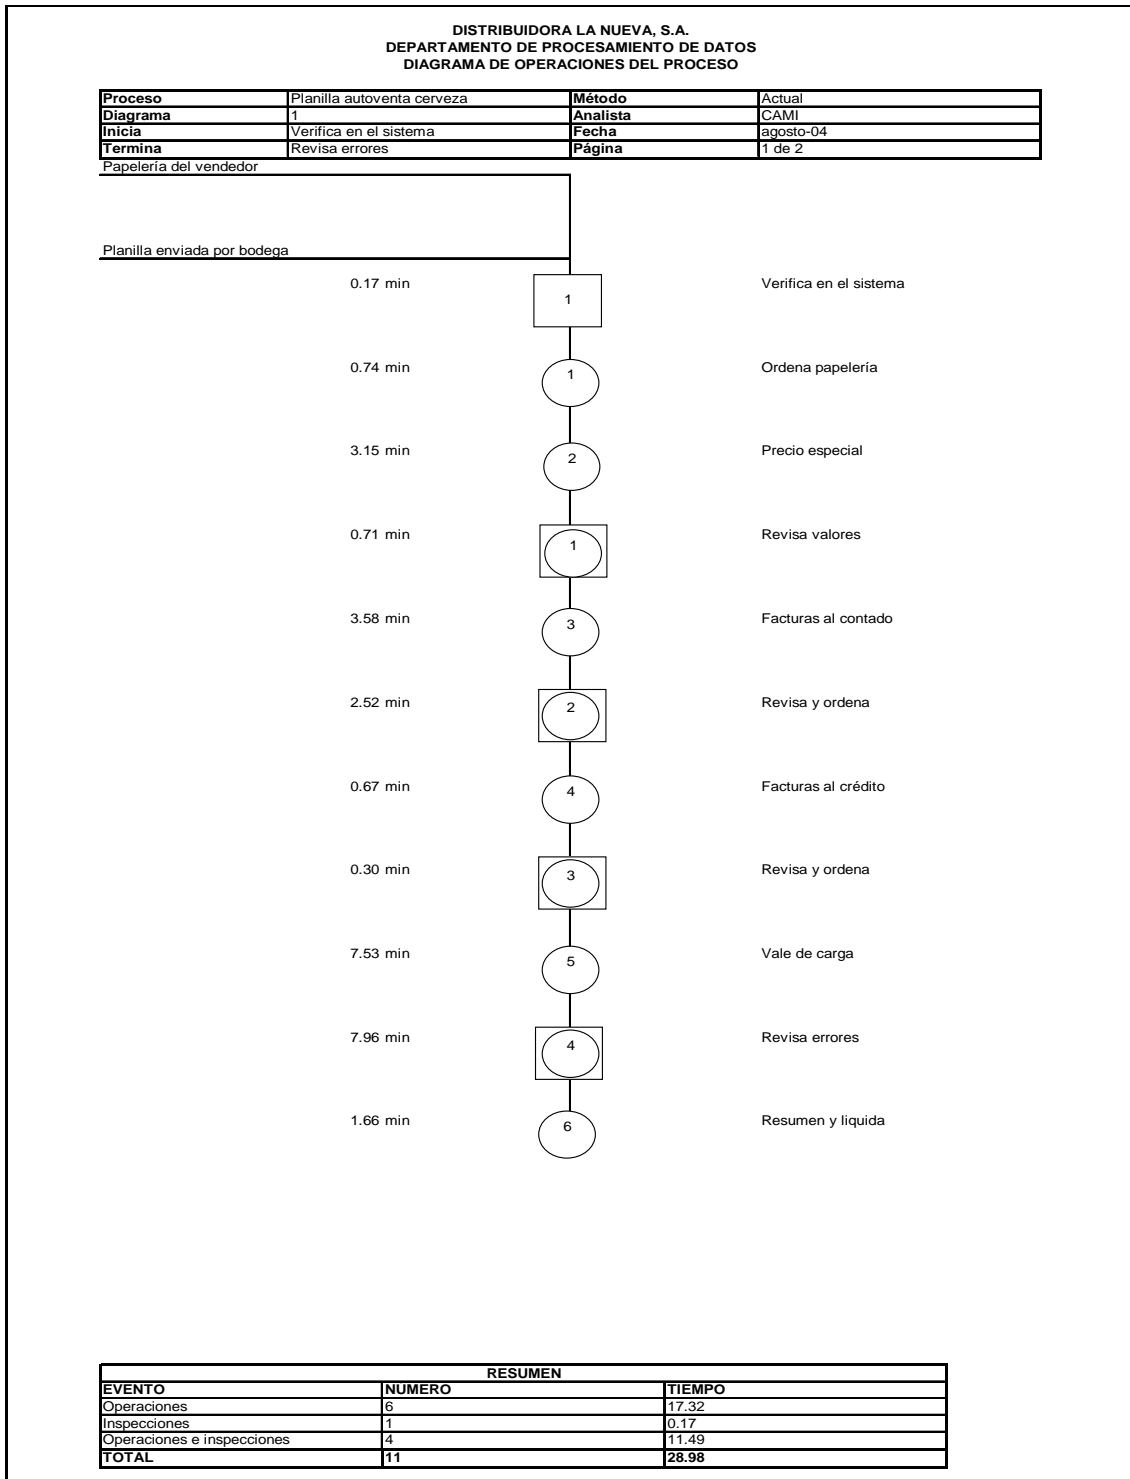 DISTRIBUIDORA LA NUEVA, S.A.
DEPARTAMENTO DE PROCESAMIENTO DE DATOS
DIAGRAMA DE OPERACIONES DEL PROCESO
Proceso Planilla autoventa cerveza Método Actual
Diagrama 1 Analista CAMI
Inicia Verifica en el sistema Fecha agosto-04
Termina Revisa errores Página 1 de 2
Papelería del vendedor
Planilla enviada por bodega
0.17 min 1 Verifica en el sistema
0.74 min 1 Ordena papelería
3.15 min 2 Precio especial
0.71 min 1 Revisa valores
3.58 min 3 Facturas al contado
2.52 min 2 Revisa y ordena
0.67 min 4 Facturas al crédito
0.30 min 3 Revisa y ordena
7.53 min 5 Vale de carga
7.96 min 4 Revisa errores
1.66 min 6 Resumen y liquida
RESUMEN
EVENTO NUMERO TIEMPO
Operaciones 6 17.32
Inspecciones 1 0.17
Operaciones e inspecciones 4 11.49
TOTAL 11 28.98